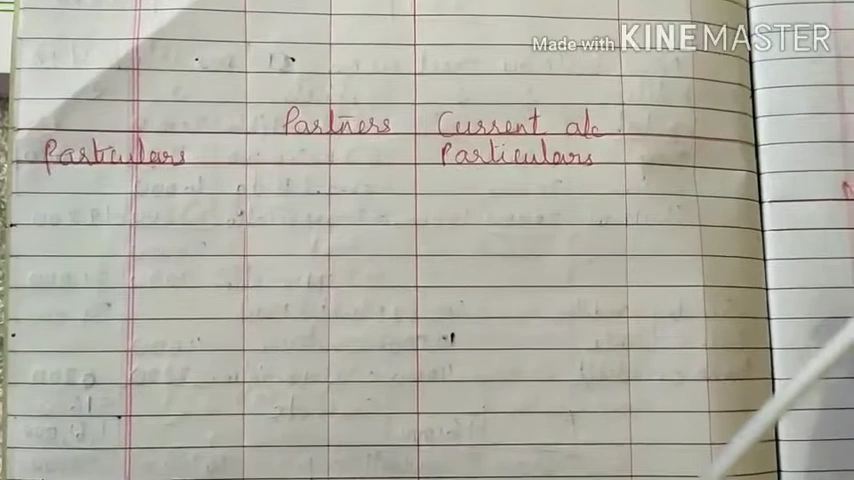 Made with KINEMASTER
Partners Current a/c
Particulars Particulars